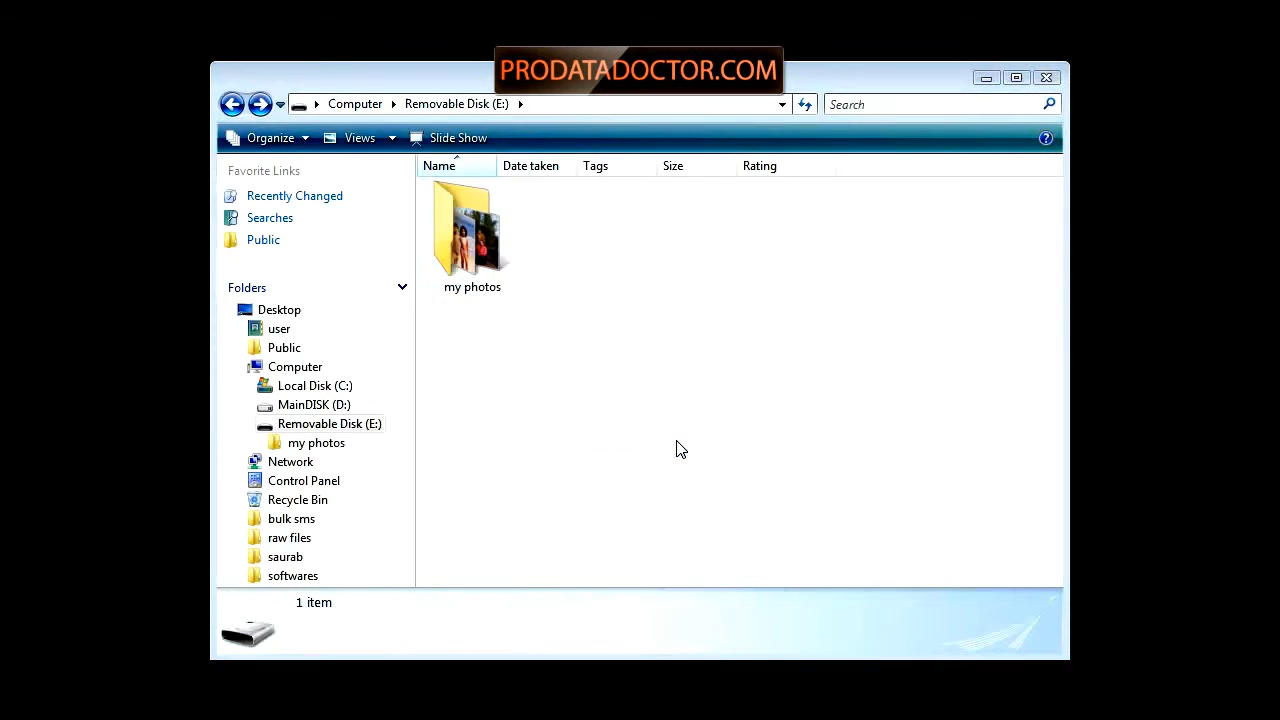 PRODATADOCTOR.COM
Computer Removable Disk (E:)
Search
Organize Views Slide Show
Favorite Links
Recently Changed
Searches
Public
Folders
Desktop
user
Public
Computer
Local Disk (C:)
MainDISK (D:)
Removable Disk (E:)
my photos
Network
Control Panel
Recycle Bin
bulk sms
raw files
saurab
softwares
Name Date taken Tags Size Rating
my photos
1 item